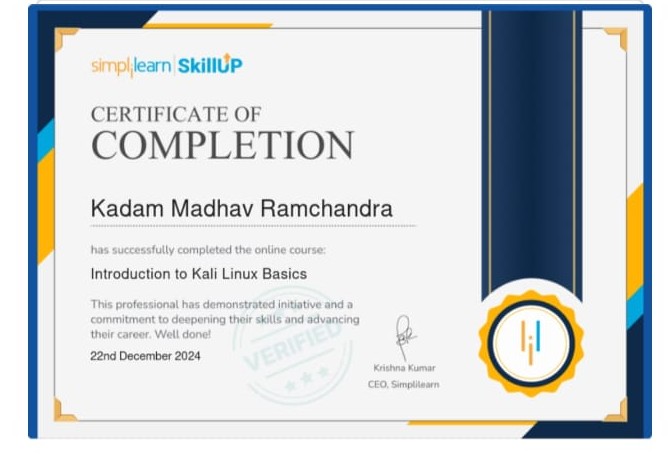 simplilearn | SkillUP
CERTIFICATE OF
COMPLETION
Kadam Madhav Ramchandra
has successfully completed the online course:
Introduction to Kali Linux Basics
This professional has demonstrated initiative and a
commitment to deepening their skills and advancing
their career. Well done!
22nd December 2024
VERIFIED
Krishna Kumar
CEO, Simplilearn